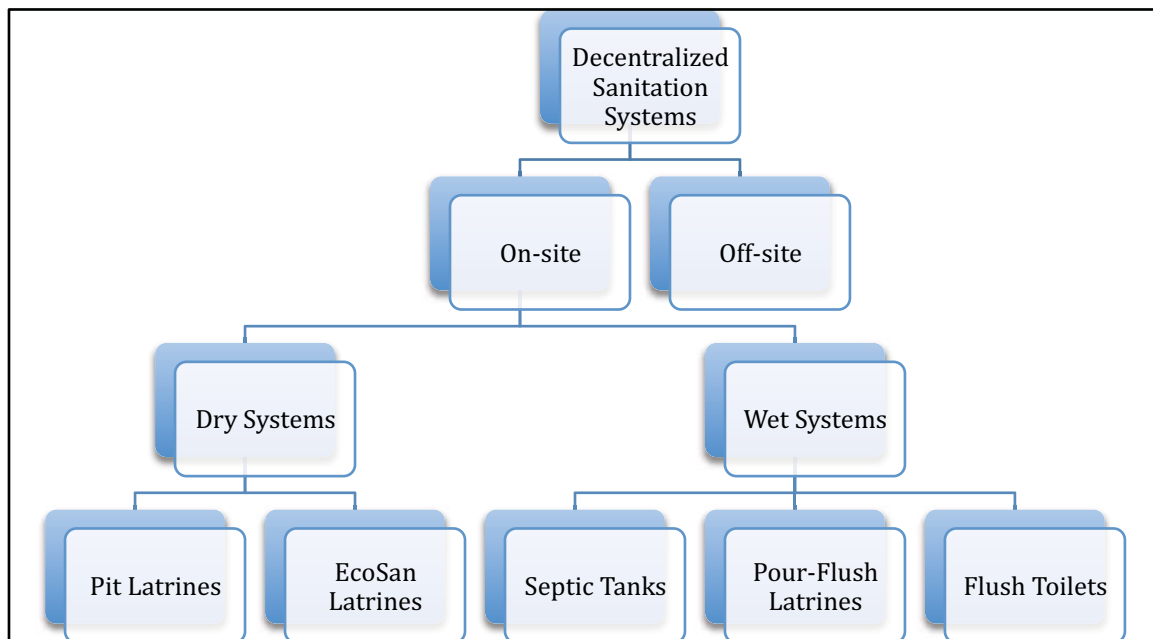 Decentralized
Sanitation
Systems
On-site
Off-site
Dry Systems
Wet Systems
Pit Latrines
EcoSan
Latrines
Septic Tanks
Pour-Flush
Latrines
Flush Toilets